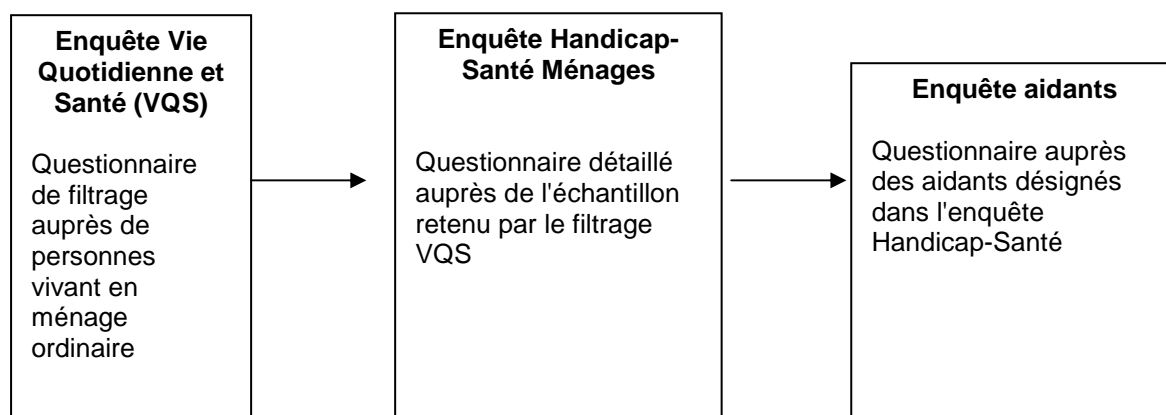 Enquête Vie
Quotidienne et
Santé (VQS)
Questionnaire
de filtrage
auprès de
personnes
vivant en
ménage
ordinaire
Enquête Handicap-
Santé Ménages
Questionnaire détaillé
auprès de l'échantillon
retenu par le filtrage
VQS
Enquête aidants
Questionnaire auprès
des aidants désignés
dans l'enquête
Handicap-Santé